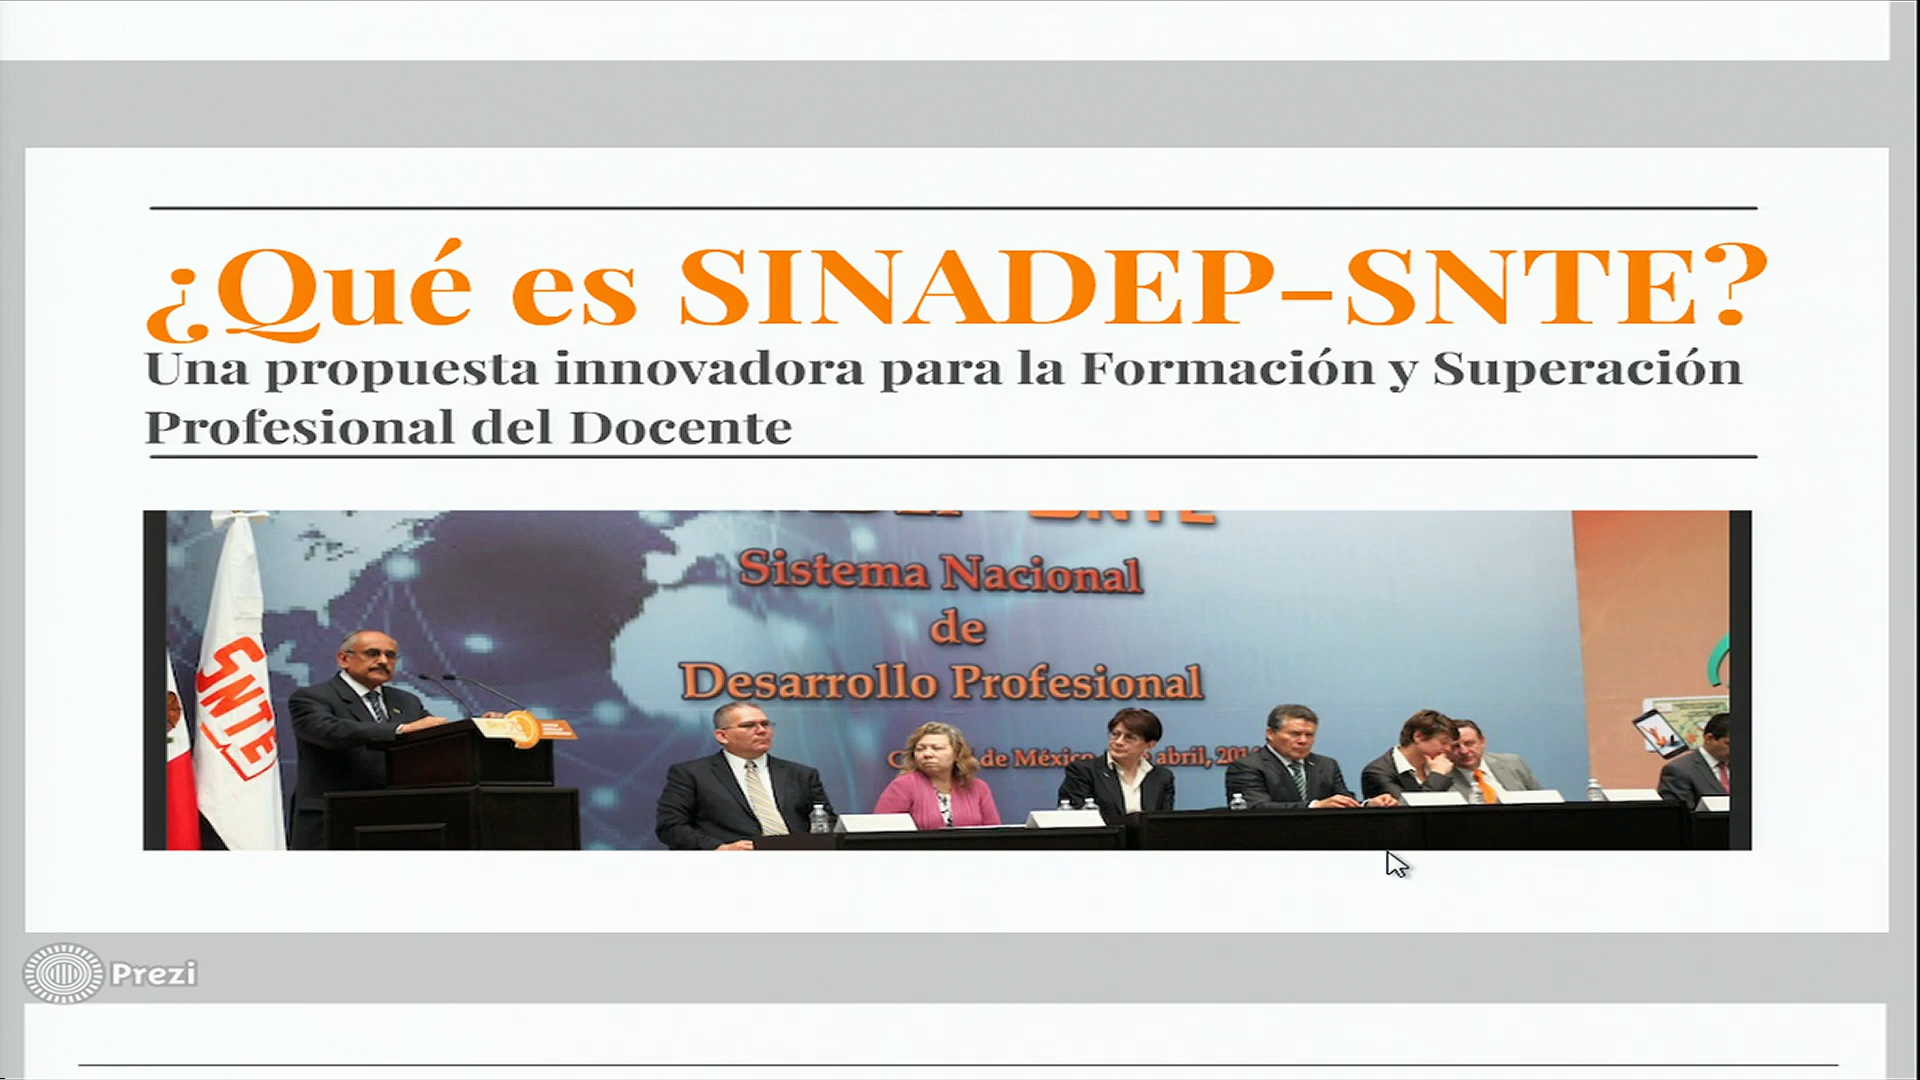 ¿Qué es SINADEP-SNTE?
Una propuesta innovadora para la Formación y Superación
Profesional del Docente
Sistema Nacional
de
Desarrollo Profesional
de México
abril,
SNTE
Prezi